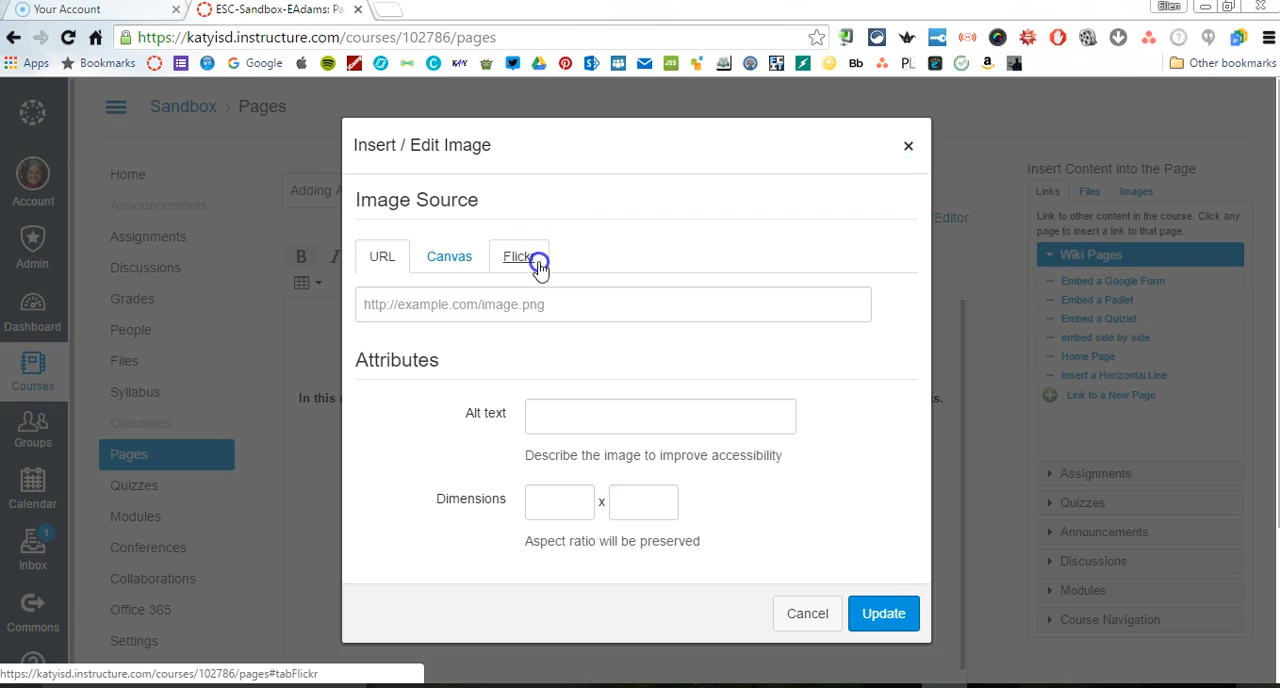 Your Account
ESC-Sandbox-EAdams: Pa
Ellen
https://katyisd.instructure.com/courses/102786/pages
Apps
Bookmarks
Google
Other bookmarks
Sandbox › Pages
Account
Admin
Dashboard
Courses
Groups
Calendar
1
Inbox
Commons
Home
Announcements
Assignments
Discussions
Grades
People
Files
Syllabus
Outcomes
Pages
Quizzes
Modules
Conferences
Collaborations
Office 365
Settings
Adding A
Editor
B I
In this
s.
Insert / Edit Image
×
Image Source
URL
Canvas
Flickr
http://example.com/image.png
Attributes
Alt text
Describe the image to improve accessibility
Dimensions
x
Aspect ratio will be preserved
Cancel
Update
Insert Content into the Page
Links
Files
Images
Link to other content in the course. Click any
page to insert a link to that page.
Wiki Pages
Embed a Google Form
Embed a Padlet
Embed a Quizlet
embed side by side
Home Page
Insert a Horizontal Line
Link to a New Page
Assignments
Quizzes
Announcements
Discussions
Modules
Course Navigation
https://katyisd.instructure.com/courses/102786/pages#tabFlickr